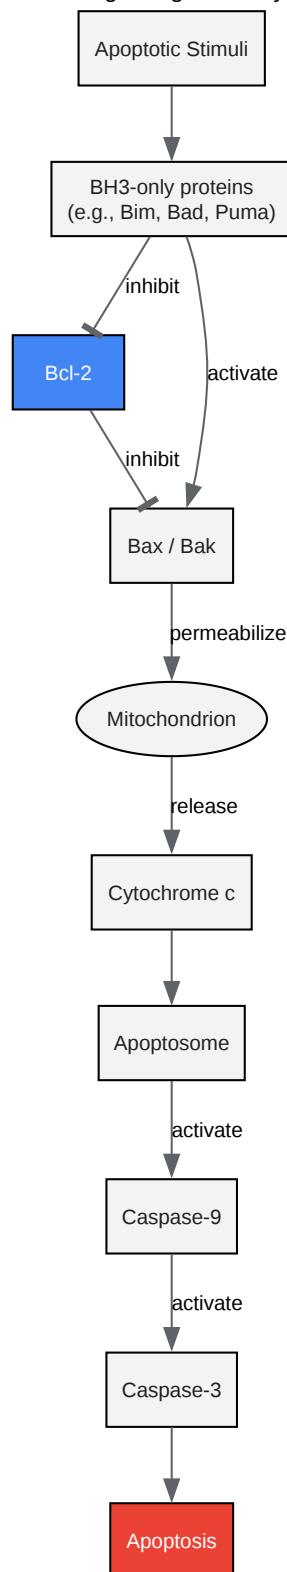 Apoptotic Stimuli
BH3-only proteins
(e.g., Bim, Bad, Puma)
inhibit
Bcl-2
activate
inhibit
Bax / Bak
permeabilize
Mitochondrion
release
Cytochrome c
Apoptosome
activate
Caspase-9
activate
Caspase-3
Apoptosis